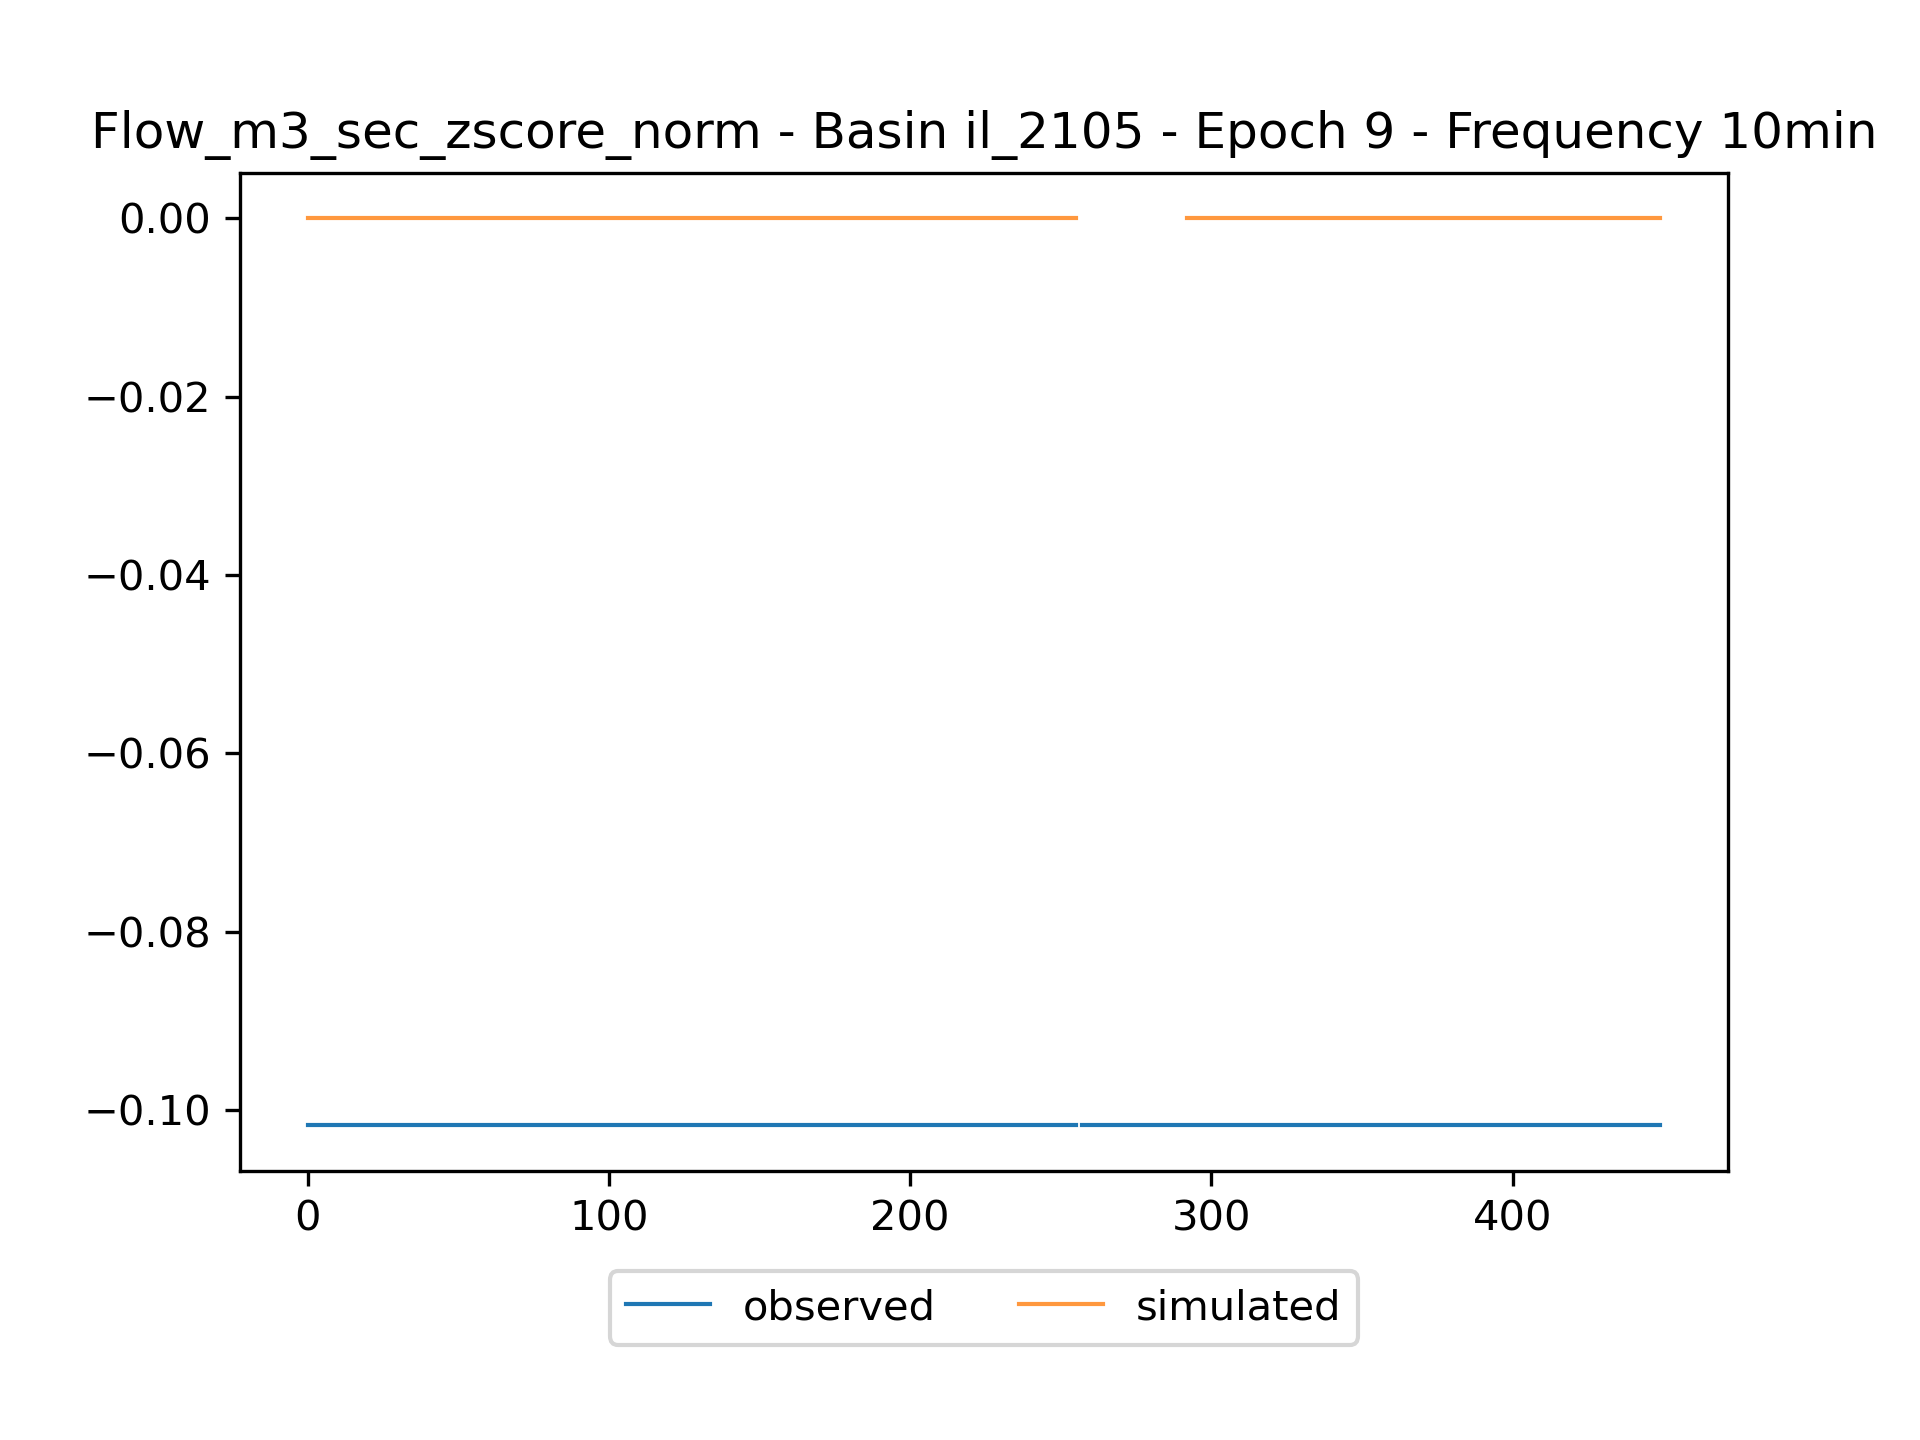 Flow_m3_sec_zscore_norm - Basin il_2105 - Epoch 9 - Frequency 10min
0.00
−0.02
−0.04
−0.06
−0.08
−0.10
0 100 200 300 400
observed simulated